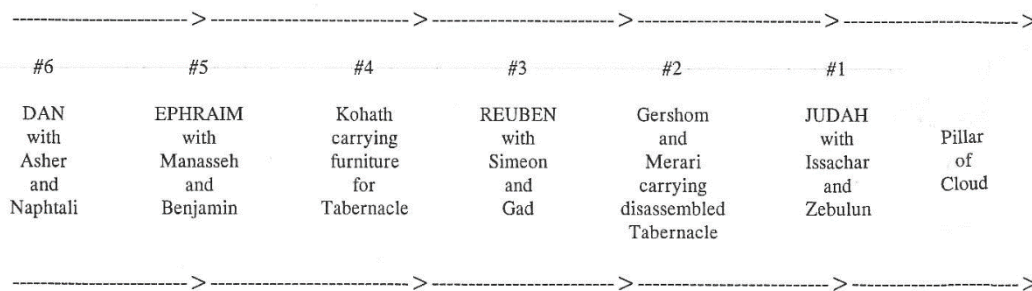 ---------------------->---------------------->---------------------->---------------------->---------------------->
#6 #5 #4 #3 #2 #1
DAN
with
Asher
and
Naphtali
EPHRAIM
with
Manasseh
and
Benjamin
Kohath
carrying
furniture
for
Tabernacle
REUBEN
with
Simeon
and
Gad
Gershom
and
Merari
carrying
disassembled
Tabernacle
JUDAH
with
Issachar
and
Zebulun
Pillar
of
Cloud
---------------------->---------------------->---------------------->---------------------->---------------------->